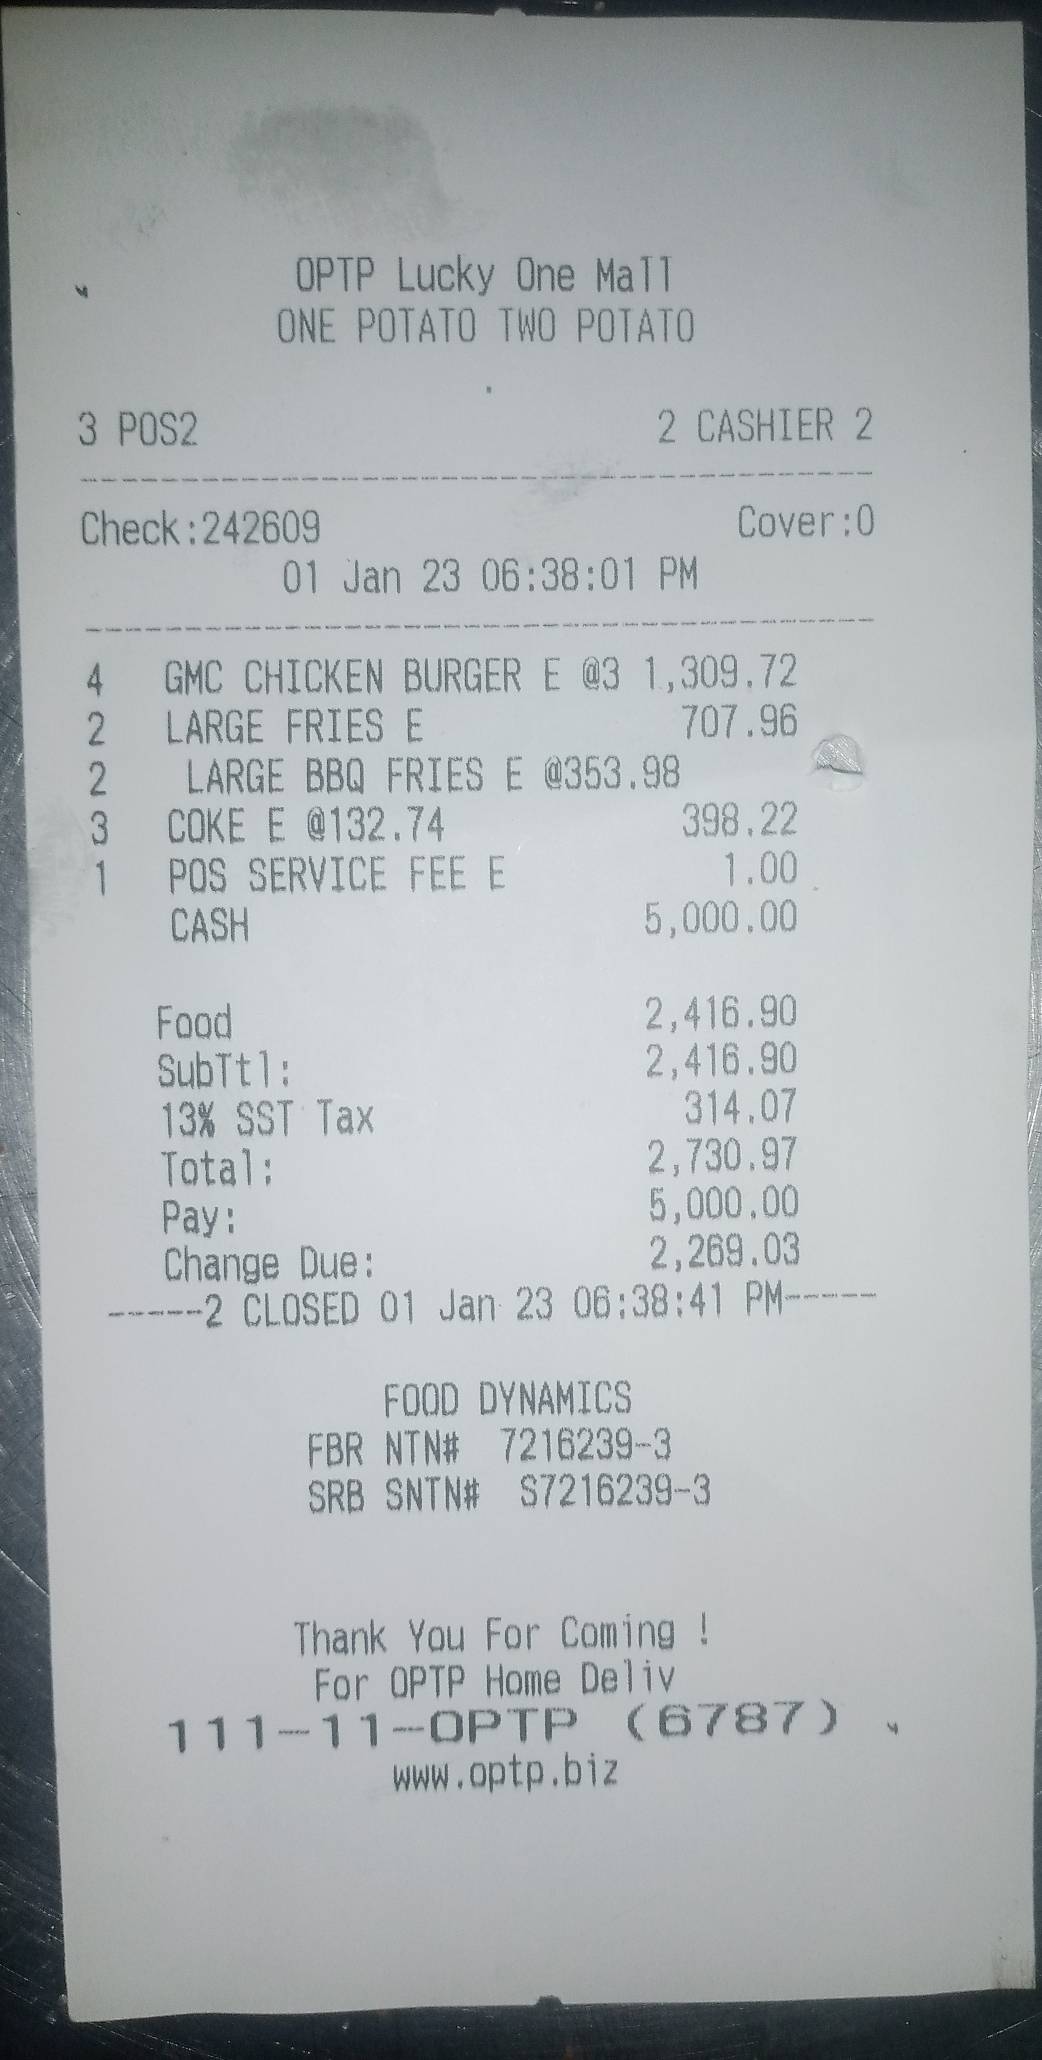 OPTP Lucky One Mall
ONE POTATO TWO POTATO
3 POS2 2 CASHIER 2
--------------------------------
Check:242609 Cover:0
01 Jan 23 06:38:01 PM
--------------------------------
4 GMC CHICKEN BURGER E @3 1,309.72
2 LARGE FRIES E 707.96
2 LARGE BBQ FRIES E @353.98
3 COKE E @132.74 398.22
1 POS SERVICE FEE E 1.00
CASH 5,000.00
Food 2,416.90
SubTtl: 2,416.90
13% SST Tax 314.07
Total: 2,730.97
Pay: 5,000.00
Change Due: 2,269.03
-----2 CLOSED 01 Jan 23 06:38:41 PM-----
FOOD DYNAMICS
FBR NTN# 7216239-3
SRB SNTN# S7216239-3
Thank You For Coming !
For OPTP Home Deliv
111-11-OPTP (6787)
www.optp.biz